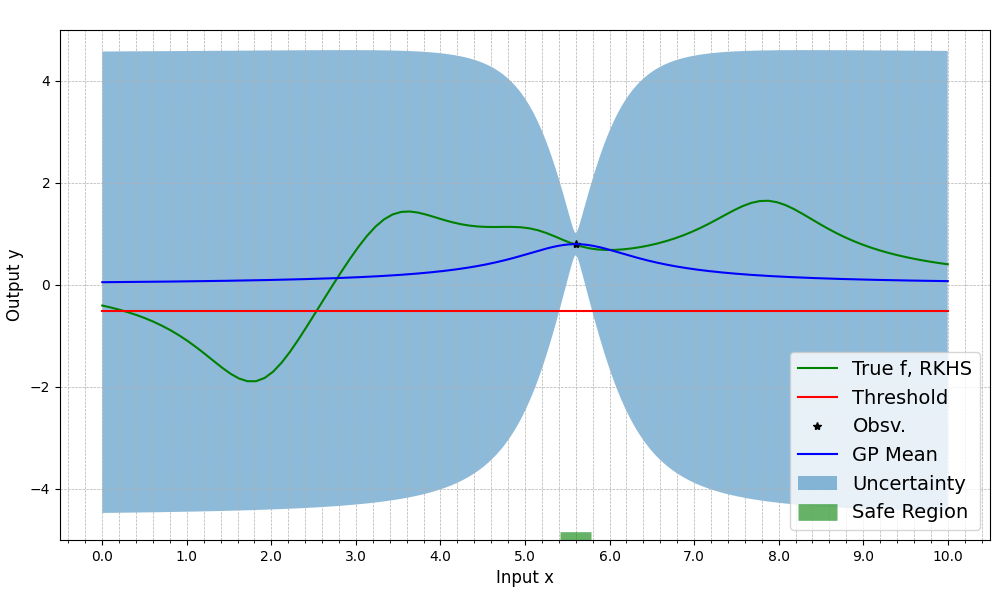 4
2
0
−2
−4
Output y
0.0 1.0 2.0 3.0 4.0 5.0 6.0 7.0 8.0 9.0 10.0
Input x
True f, RKHS
Threshold
Obsv.
GP Mean
Uncertainty
Safe Region